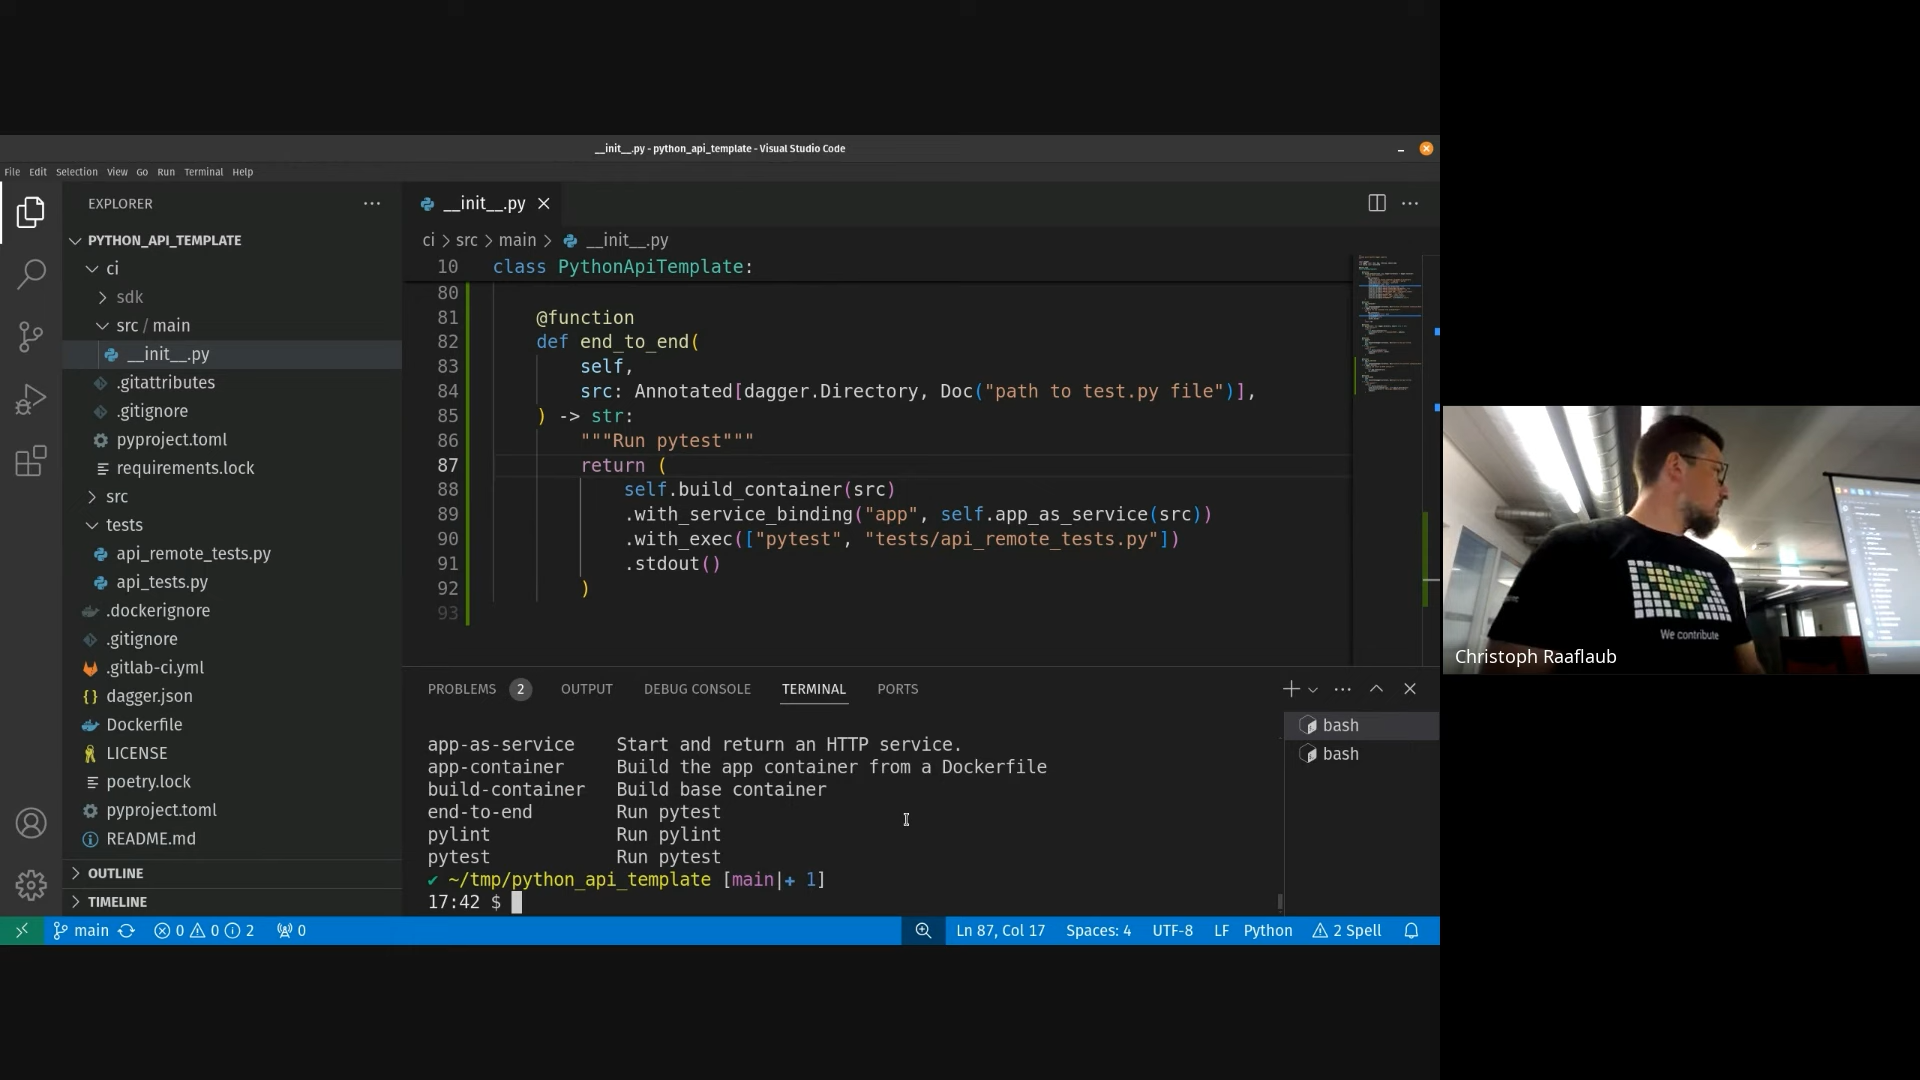 __init__.py - python_api_template - Visual Studio Code
File Edit Selection View Go Run Terminal Help
EXPLORER
PYTHON_API_TEMPLATE
ci
sdk
src / main
__init__.py
.gitattributes
.gitignore
pyproject.toml
requirements.lock
src
tests
api_remote_tests.py
api_tests.py
.dockerignore
.gitignore
.gitlab-ci.yml
dagger.json
Dockerfile
LICENSE
poetry.lock
pyproject.toml
README.md
OUTLINE
TIMELINE
__init__.py
ci > src > main > __init__.py
10 class PythonApiTemplate:
80
81 @function
82 def end_to_end(
83 self,
84 src: Annotated[dagger.Directory, Doc("path to test.py file")],
85 ) -> str:
86 """Run pytest"""
87 return (
88 self.build_container(src)
89 .with_service_binding("app", self.app_as_service(src))
90 .with_exec(["pytest", "tests/api_remote_tests.py"])
91 .stdout()
92 )
93
PROBLEMS 2 OUTPUT DEBUG CONSOLE TERMINAL PORTS
app-as-service Start and return an HTTP service.
app-container Build the app container from a Dockerfile
build-container Build base container
end-to-end Run pytest
pylint Run pylint
pytest Run pytest
✔ ~/tmp/python_api_template [main|+ 1]
17:42 $
bash
bash
main 0 0 2 0 Ln 87, Col 17 Spaces: 4 UTF-8 LF Python 2 Spell
We contribute
Christoph Raaflaub